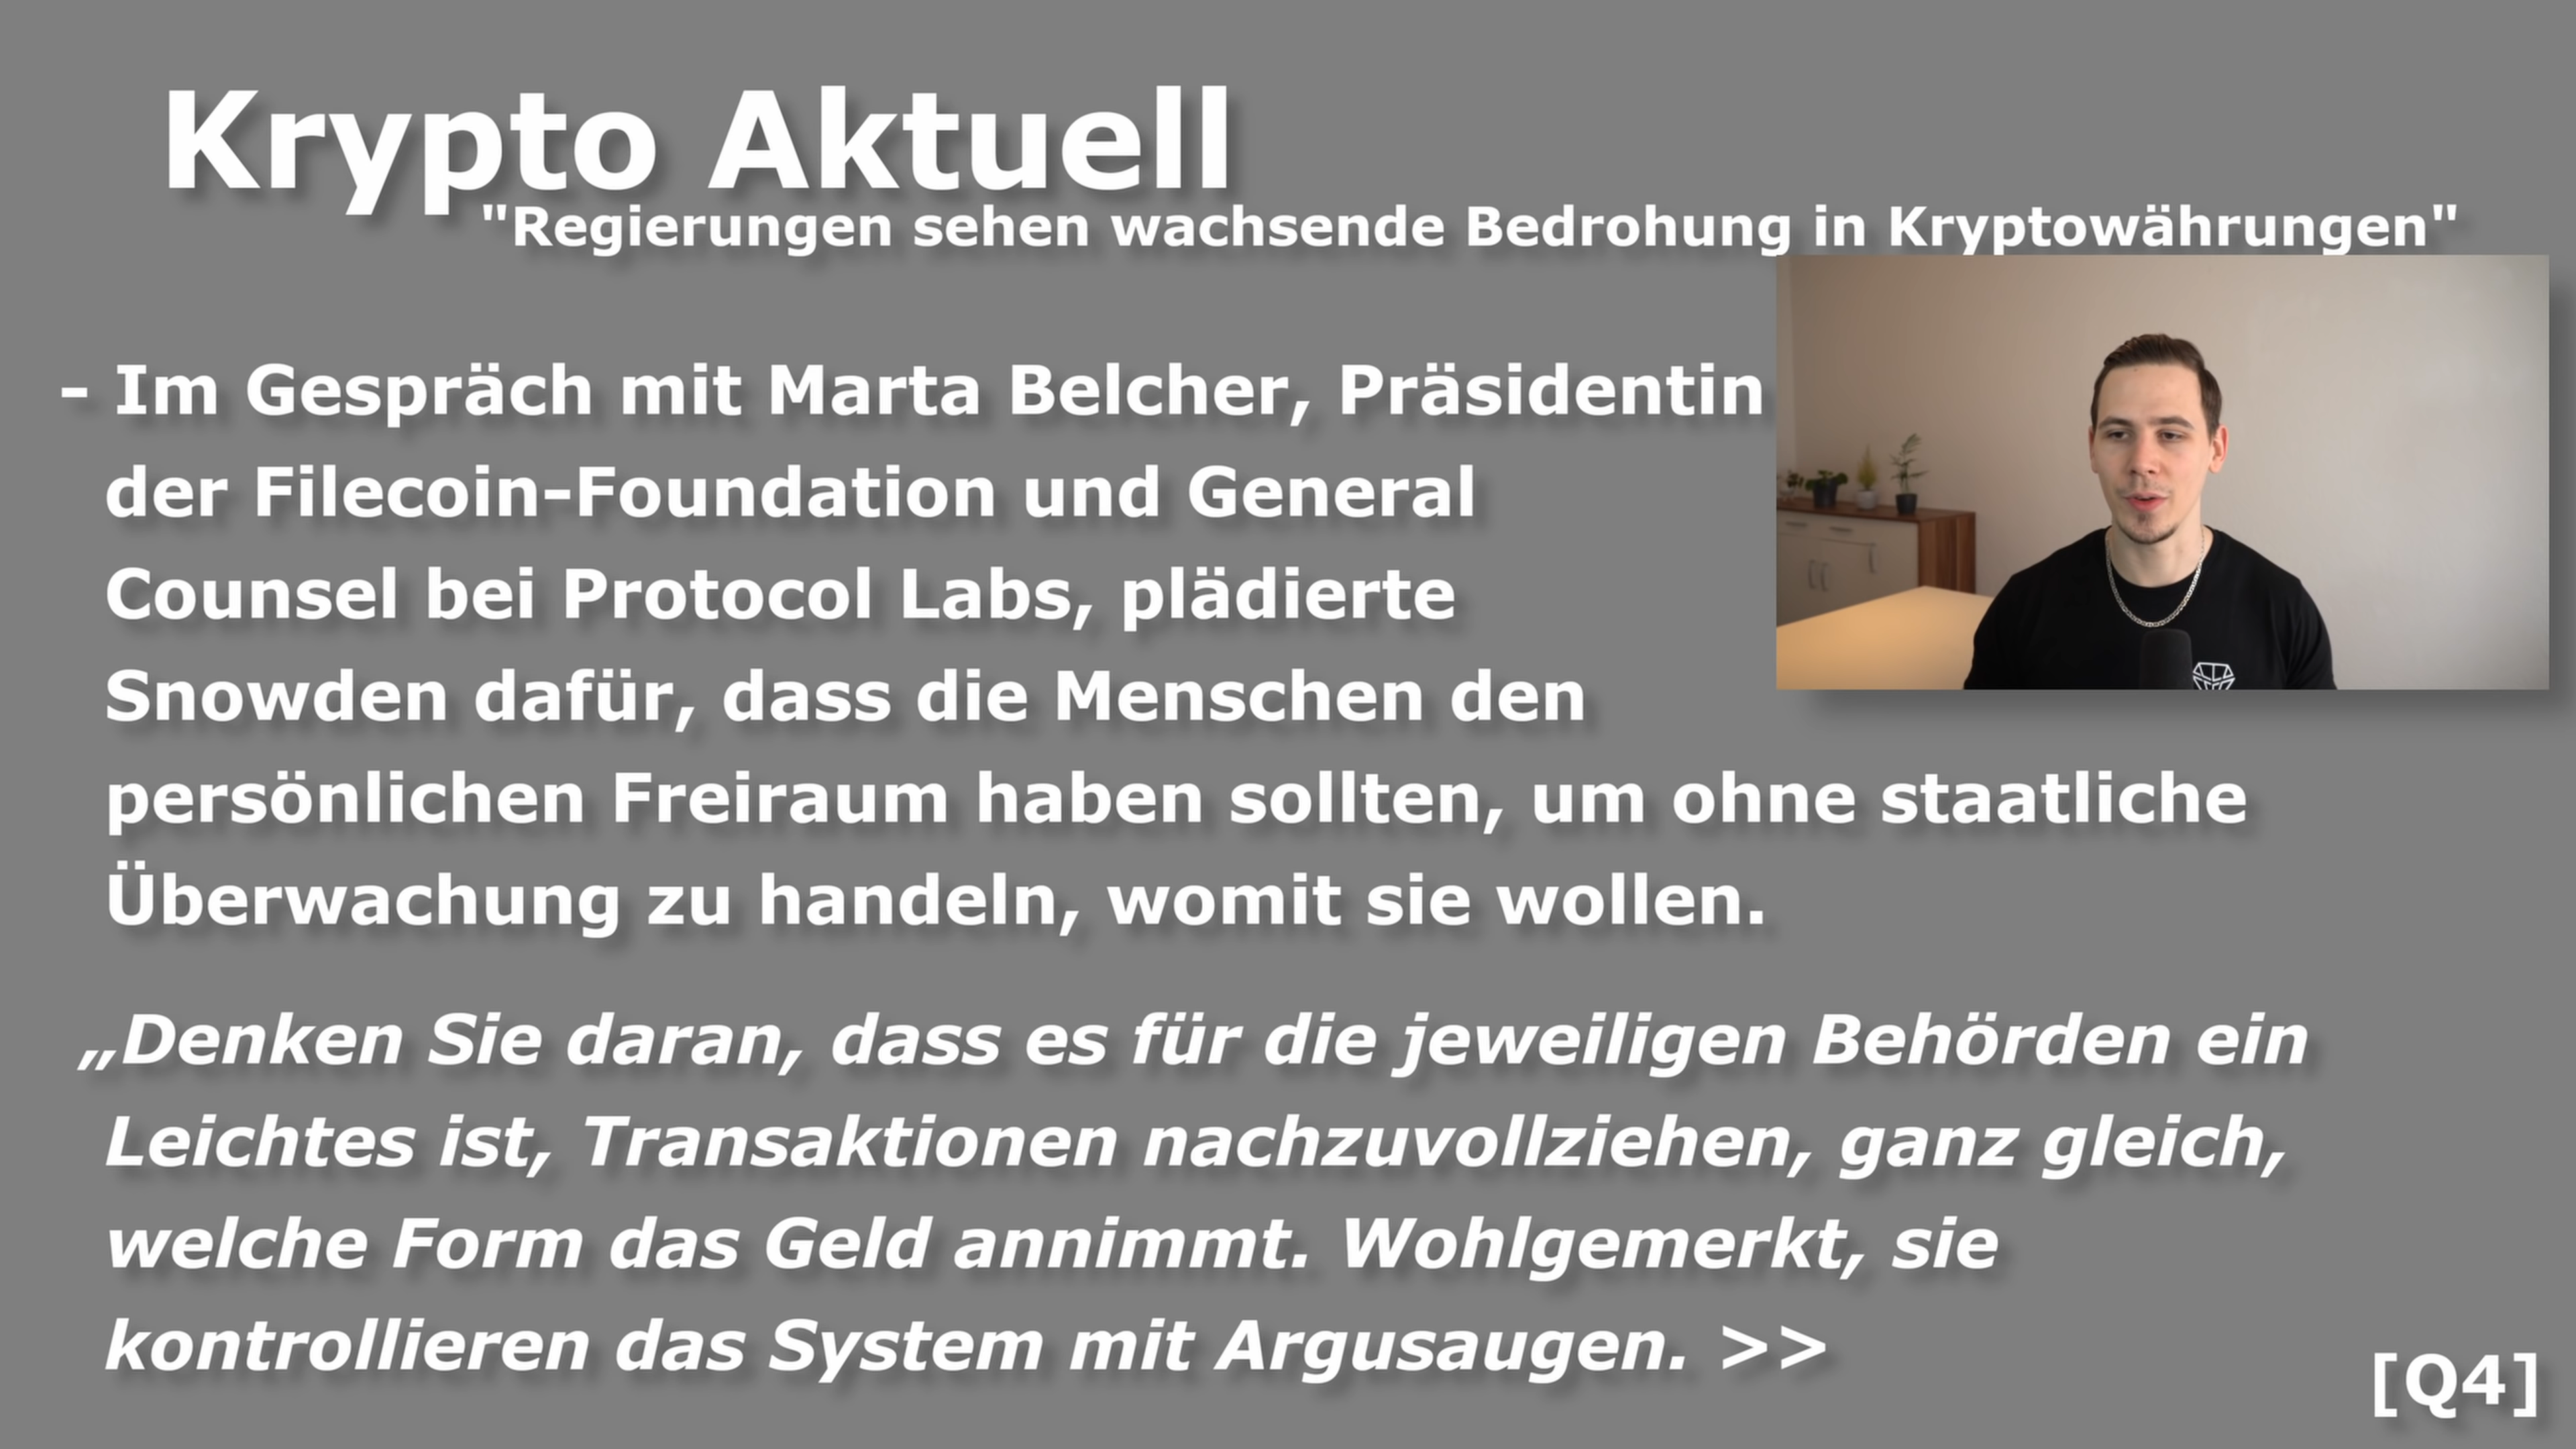 Krypto Aktuell
"Regierungen sehen wachsende Bedrohung in Kryptowährungen"
- Im Gespräch mit Marta Belcher, Präsidentin
der Filecoin-Foundation und General
Counsel bei Protocol Labs, plädierte
Snowden dafür, dass die Menschen den
persönlichen Freiraum haben sollten, um ohne staatliche
Überwachung zu handeln, womit sie wollen.
„Denken Sie daran, dass es für die jeweiligen Behörden ein
Leichtes ist, Transaktionen nachzuvollziehen, ganz gleich,
welche Form das Geld annimmt. Wohlgemerkt, sie
kontrollieren das System mit Argusaugen. >>
[Q4]